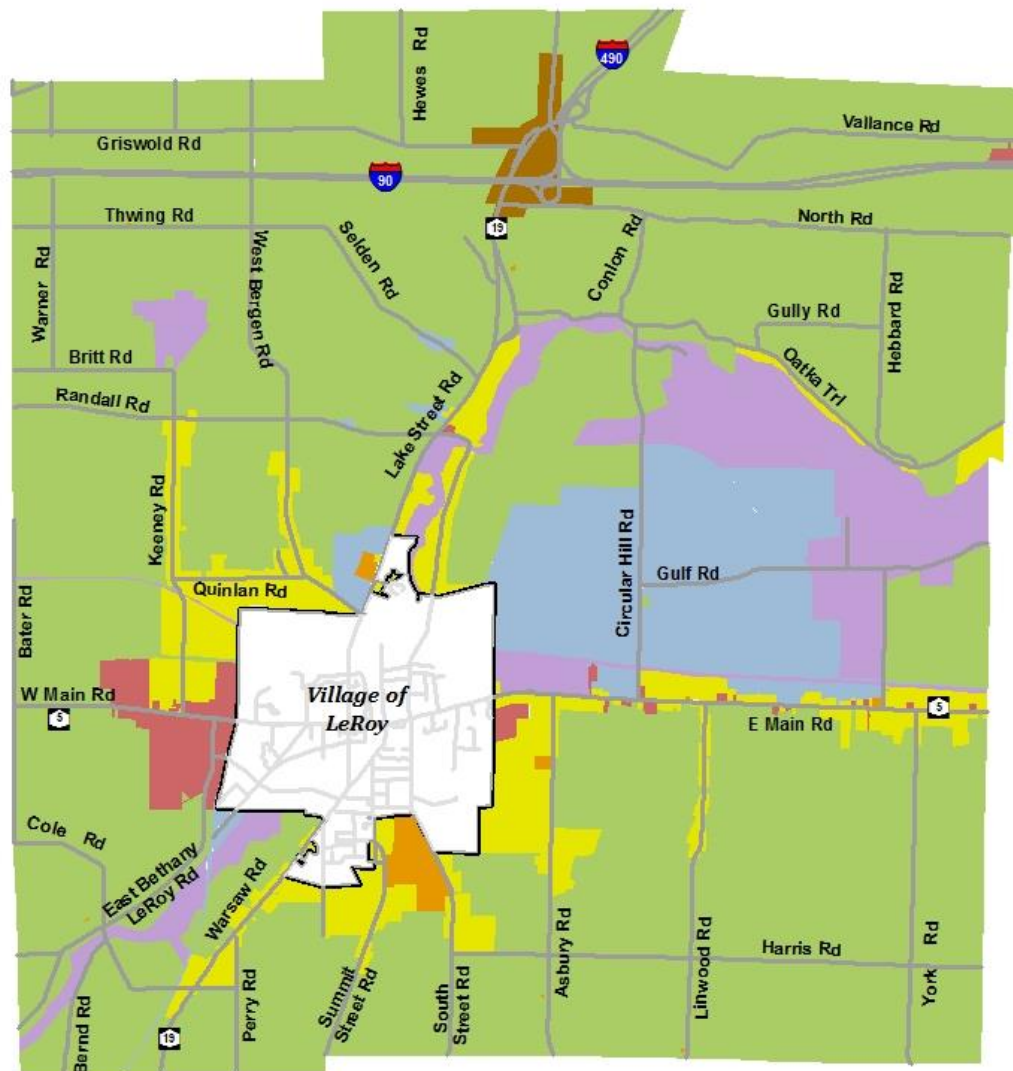 Hewes Rd
490
Vallance Rd
Griswold Rd
90
Thwing Rd
North Rd
19
Selden Rd
Conlon Rd
Warner Rd
West Bergen Rd
Gully Rd
Hebbard Rd
Britt Rd
Oatka Trl
Randall Rd
Lake Street Rd
Keeney Rd
Circular Hill Rd
Gulf Rd
Quinlan Rd
Bater Rd
W Main Rd
5
Village of
LeRoy
5
E Main Rd
Cole Rd
East Bethany
LeRoy Rd
Warsaw Rd
Asbury Rd
Linwood Rd
Harris Rd
York Rd
Bernd Rd
19
Perry Rd
Summit
Street Rd
South
Street Rd